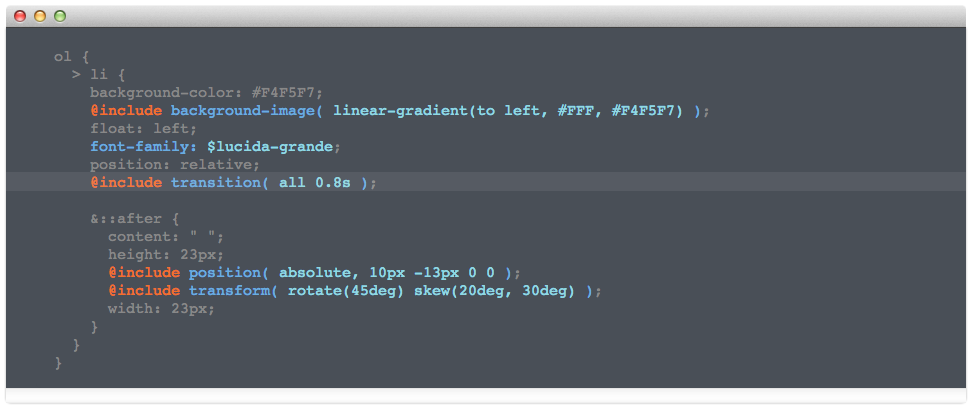 ol {
> li {
background-color: #F4F5F7;
@include background-image( linear-gradient(to left, #FFF, #F4F5F7) );
float: left;
font-family: $lucida-grande;
position: relative;
@include transition( all 0.8s );
&::after {
content: " ";
height: 23px;
@include position( absolute, 10px -13px 0 0 );
@include transform( rotate(45deg) skew(20deg, 30deg) );
width: 23px;
}
}
}